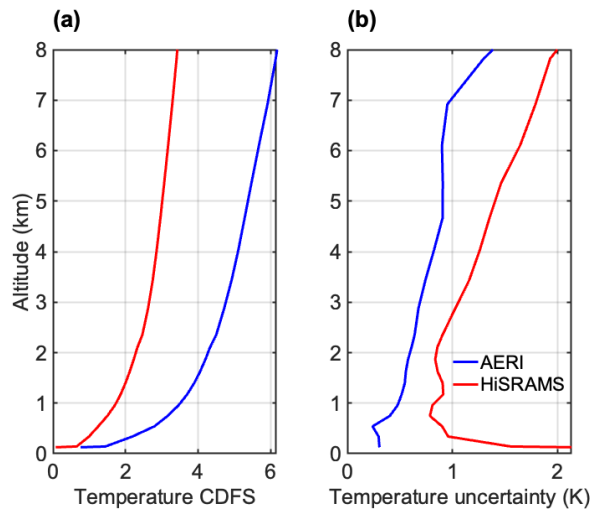 (a)
(b)
8
7
6
5
4
3
2
1
0
Altitude (km)
0 2 4 6
Temperature CDFS
8
7
6
5
4
3
2
1
0
0 1 2
Temperature uncertainty (K)
AERI
HiSRAMS